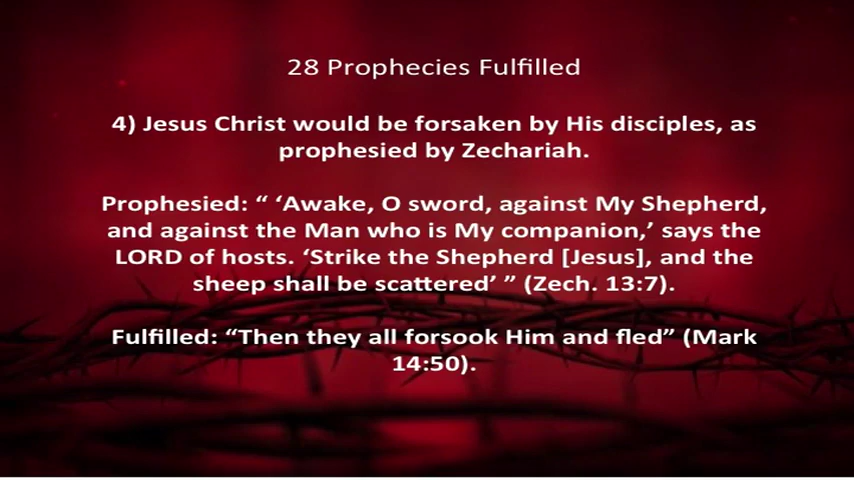 28 Prophecies Fulfilled
4) Jesus Christ would be forsaken by His disciples, as
prophesied by Zechariah.
Prophesied: “ ‘Awake, O sword, against My Shepherd,
and against the Man who is My companion,’ says the
LORD of hosts. ‘Strike the Shepherd [Jesus], and the
sheep shall be scattered’ ” (Zech. 13:7).
Fulfilled: “Then they all forsook Him and fled” (Mark
14:50).